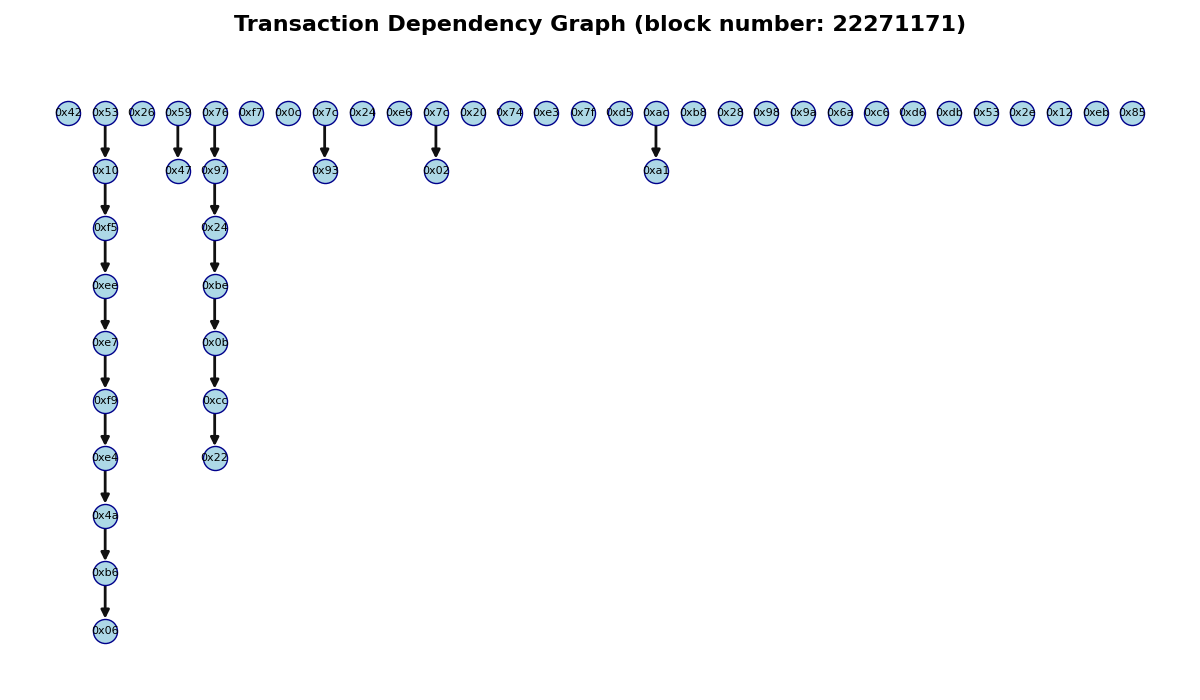 Transaction Dependency Graph (block number: 22271171)
0x42 0x53 0x26 0x59 0x76 0xf7 0x0c 0x7c 0x24 0xe6 0x7c 0x20 0x74 0xe3 0x7f 0xd5 0xac 0xb8 0x28 0x98 0x9a 0x6a 0xc6 0xd6 0xdb 0x53 0x2e 0x12 0xeb 0x85
0x10 0x47 0x97 0x93 0x02 0xa1
0xf5 0x24
0xee 0xbe
0xe7 0x0b
0xf9 0xcc
0xe4 0x22
0x4a
0xb6
0x06